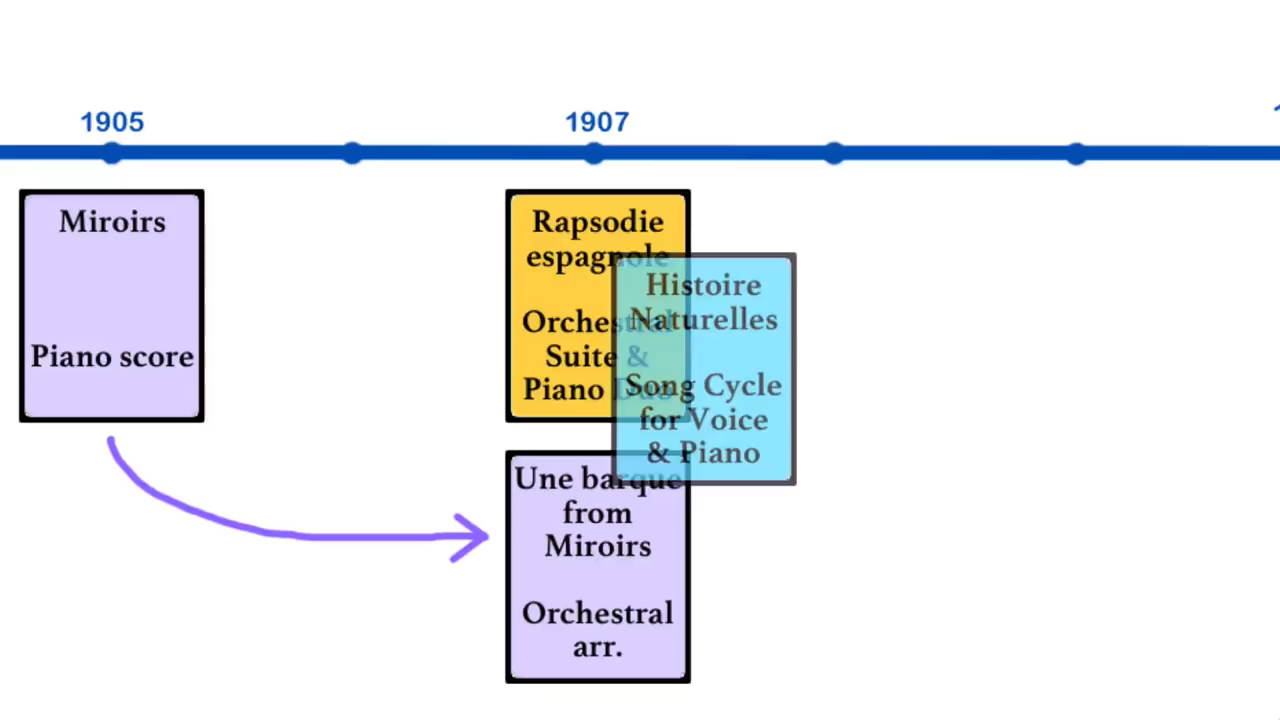 1905
1907
Miroirs
Piano score
Rapsodie
espagnole
Orchestral
Suite &
Piano Duo
Histoire
Naturelles
Song Cycle
for Voice
& Piano
Une barque
from
Miroirs
Orchestral
arr.